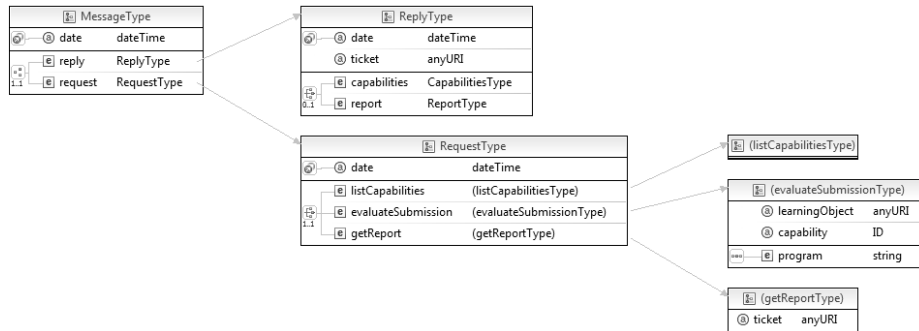 MessageType
@ date dateTime
e reply ReplyType
e request RequestType
1..1
ReplyType
@ date dateTime
@ ticket anyURI
e capabilities CapabilitiesType
e report ReportType
0..1
RequestType
@ date dateTime
e listCapabilities (listCapabilitiesType)
e evaluateSubmission (evaluateSubmissionType)
e getReport (getReportType)
1..1
(listCapabilitiesType)
(evaluateSubmissionType)
@ learningObject anyURI
@ capability ID
e program string
(getReportType)
@ ticket anyURI